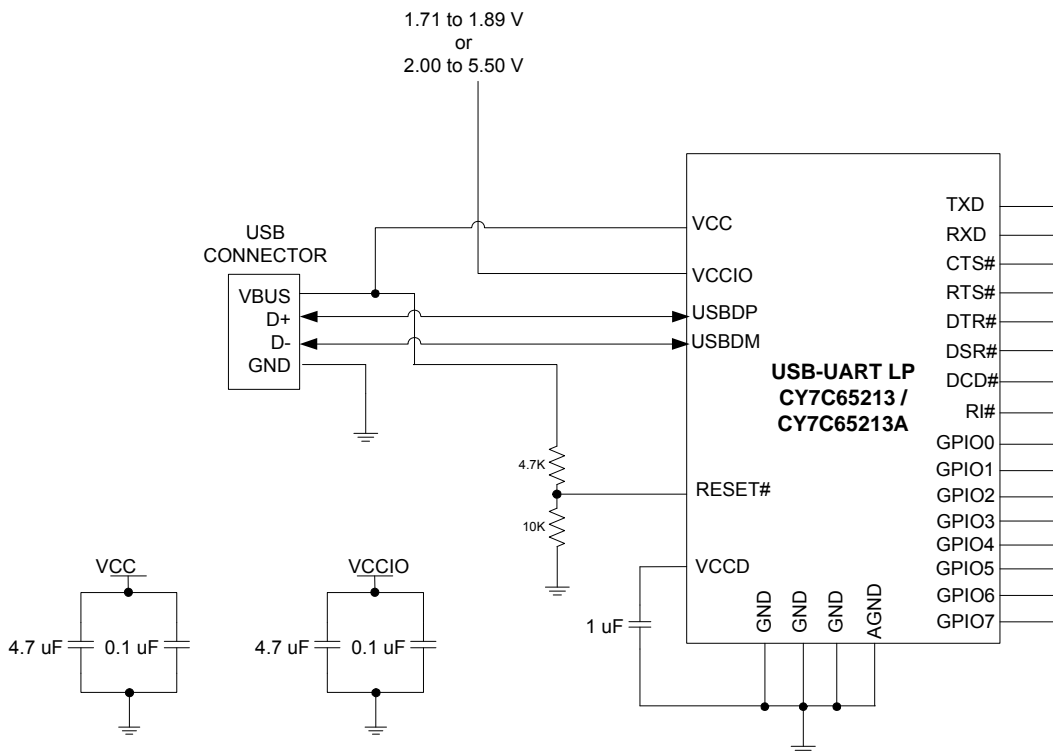 1.71 to 1.89 V
or
2.00 to 5.50 V
USB
CONNECTOR
VBUS
D+
D-
GND
VCC
VCCIO
USBDP
USBDM
RESET#
VCCD
USB-UART LP
CY7C65213 /
CY7C65213A
TXD
RXD
CTS#
RTS#
DTR#
DSR#
DCD#
RI#
GPIO0
GPIO1
GPIO2
GPIO3
GPIO4
GPIO5
GPIO6
GPIO7
GND
GND
GND
AGND
4.7K
10K
1 uF
VCC
4.7 uF
0.1 uF
VCCIO
4.7 uF
0.1 uF